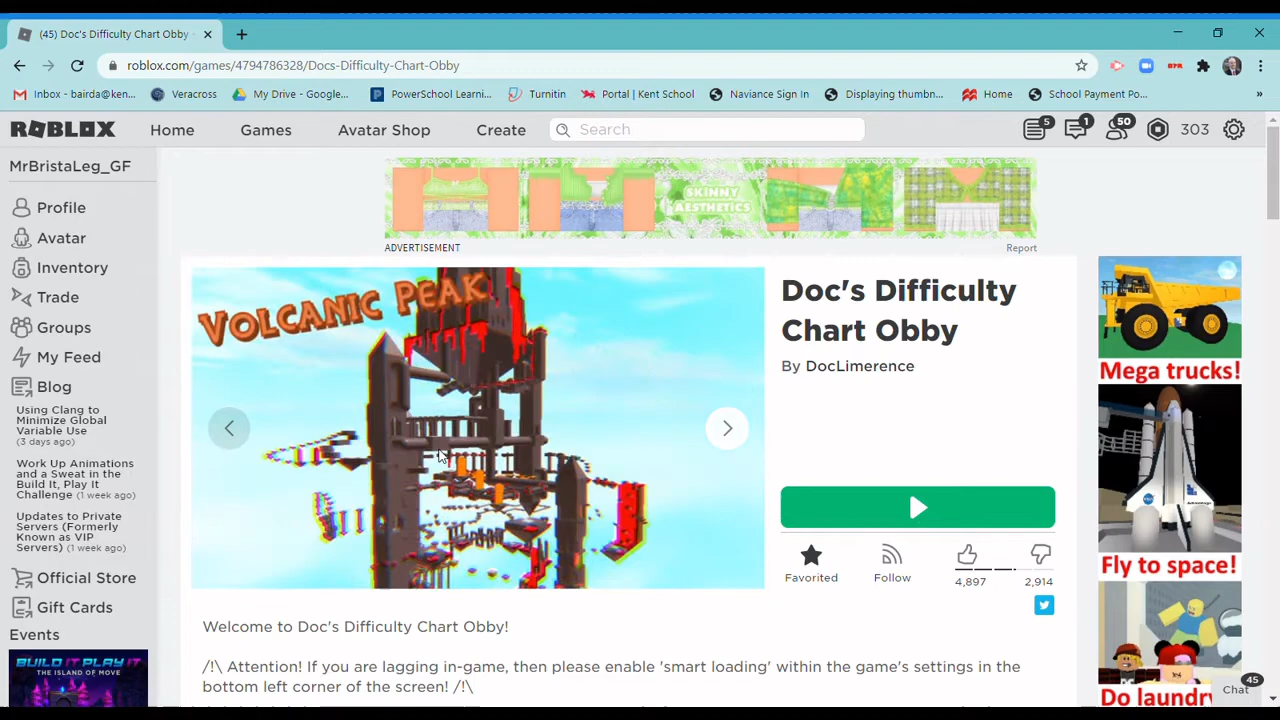 (45) Doc's Difficulty Chart Obby
roblox.com/games/4794786328/Docs-Difficulty-Chart-Obby
Inbox - bairda@ken...
Veracross
My Drive - Google...
PowerSchool Learni...
Turnitin
Portal | Kent School
Naviance Sign In
Displaying thumbn...
Home
School Payment Po...
»
ROBLOX
Home
Games
Avatar Shop
Create
Search
5
1
50
303
MrBristaLeg_GF
Profile
Avatar
Inventory
Trade
Groups
My Feed
Blog
Using Clang to
Minimize Global
Variable Use
(3 days ago)
Work Up Animations
and a Sweat in the
Build It, Play It
Challenge (1 week ago)
Updates to Private
Servers (Formerly
Known as VIP
Servers) (1 week ago)
Official Store
Gift Cards
Events
BUILD IT PLAY IT
THE ISLAND OF MOVE
SKINNY
AESTHETICS
ADVERTISEMENT
Report
VOLCANIC PEAK
Doc's Difficulty
Chart Obby
By DocLimerence
Favorited
Follow
4,897
2,914
Welcome to Doc's Difficulty Chart Obby!
/!\ Attention! If you are lagging in-game, then please enable 'smart loading' within the game's settings in the
bottom left corner of the screen! /!\
Mega trucks!
Fly to space!
Do laundry
Chat
45